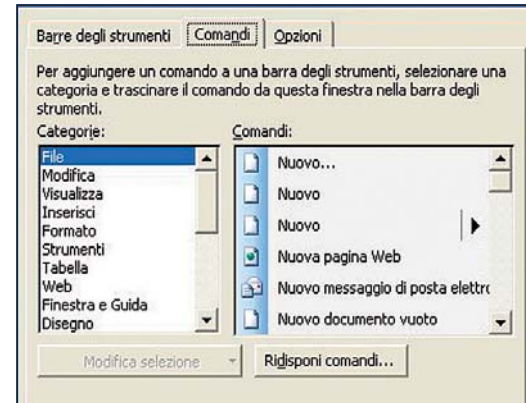 Barre degli strumenti
Comandi
Opzioni
Per aggiungere un comando a una barra degli strumenti, selezionare una
categoria e trascinare il comando da questa finestra nella barra degli
strumenti.
Categorie:
File
Modifica
Visualizza
Inserisci
Formato
Strumenti
Tabella
Web
Finestra e Guida
Disegno
Comandi:
Nuovo...
Nuovo
Nuovo
Nuova pagina Web
Nuovo messaggio di posta elettro
Nuovo documento vuoto
Modifica selezione
Ridisponi comandi...